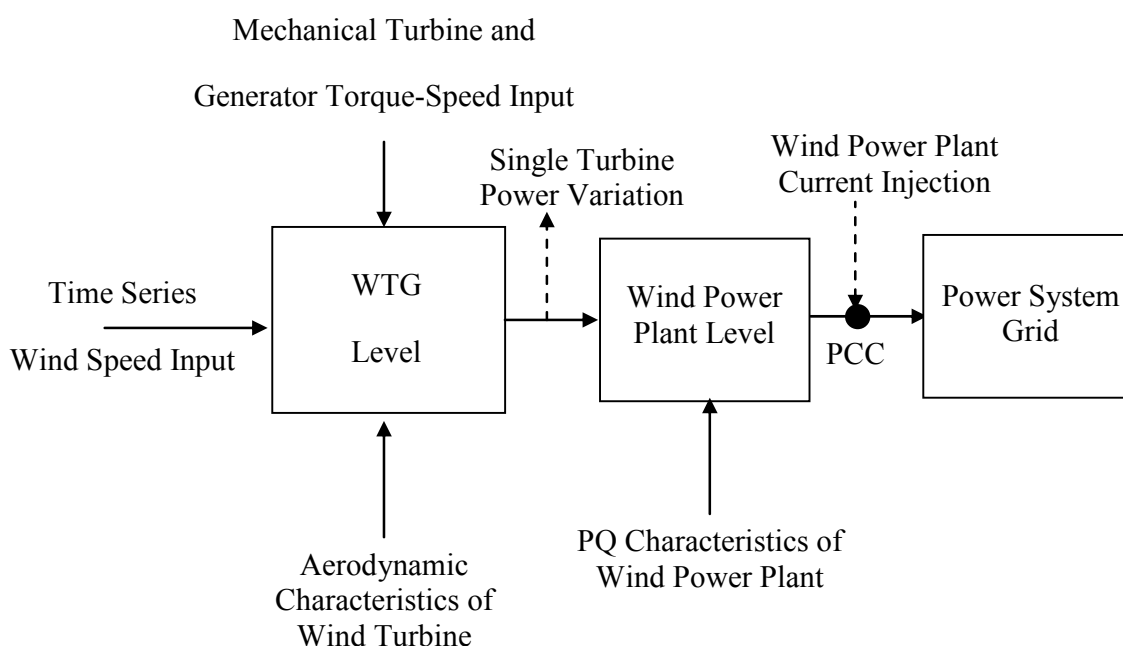 Mechanical Turbine and
Generator Torque-Speed Input
Single Turbine
Power Variation
Wind Power Plant
Current Injection
Time Series
Wind Speed Input
WTG
Level
Wind Power
Plant Level
PCC
Power System
Grid
Aerodynamic
Characteristics of
Wind Turbine
PQ Characteristics of
Wind Power Plant